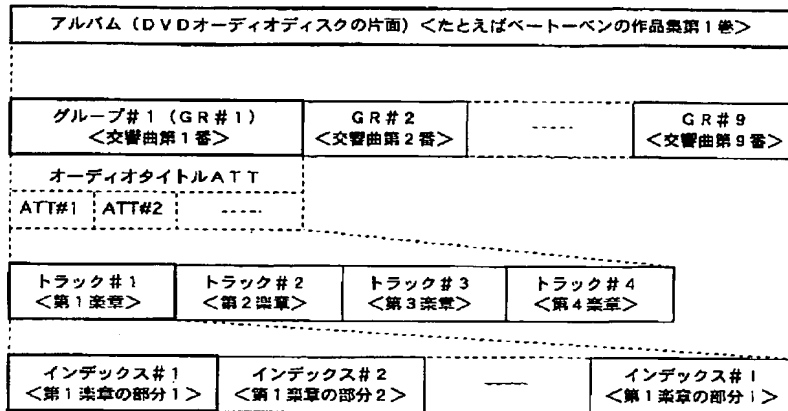 アルバム（ＤＶＤオーディオディスクの片面）＜たとえばベートーベンの作品集第１巻＞
グループ＃１（ＧＲ＃１） ＧＲ＃２ ----- ＧＲ＃９
＜交響曲第１番＞ ＜交響曲第２番＞ ＜交響曲第９番＞
オーディオタイトルＡＴＴ
ATT#1 ATT#2 -----
トラック＃１ トラック＃２ トラック＃３ トラック＃４
＜第１楽章＞ ＜第２楽章＞ ＜第３楽章＞ ＜第４楽章＞
インデックス＃１ インデックス＃２ ――― インデックス＃Ｉ
＜第１楽章の部分１＞ ＜第１楽章の部分２＞ ＜第１楽章の部分ｉ＞